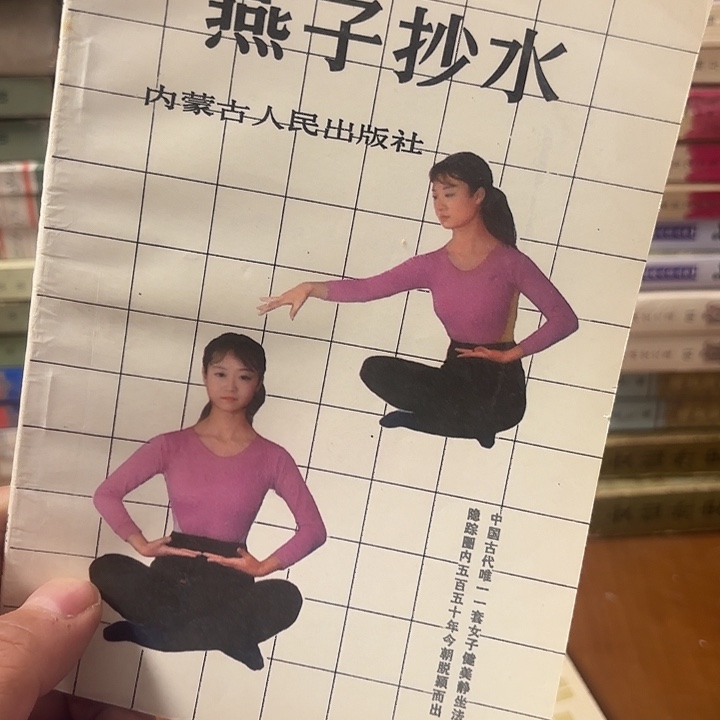 燕子抄水
内蒙古人民出版社
中国古代唯一一套女子健美静坐法
隐踪圈内五百五十年今朝脱颖而出